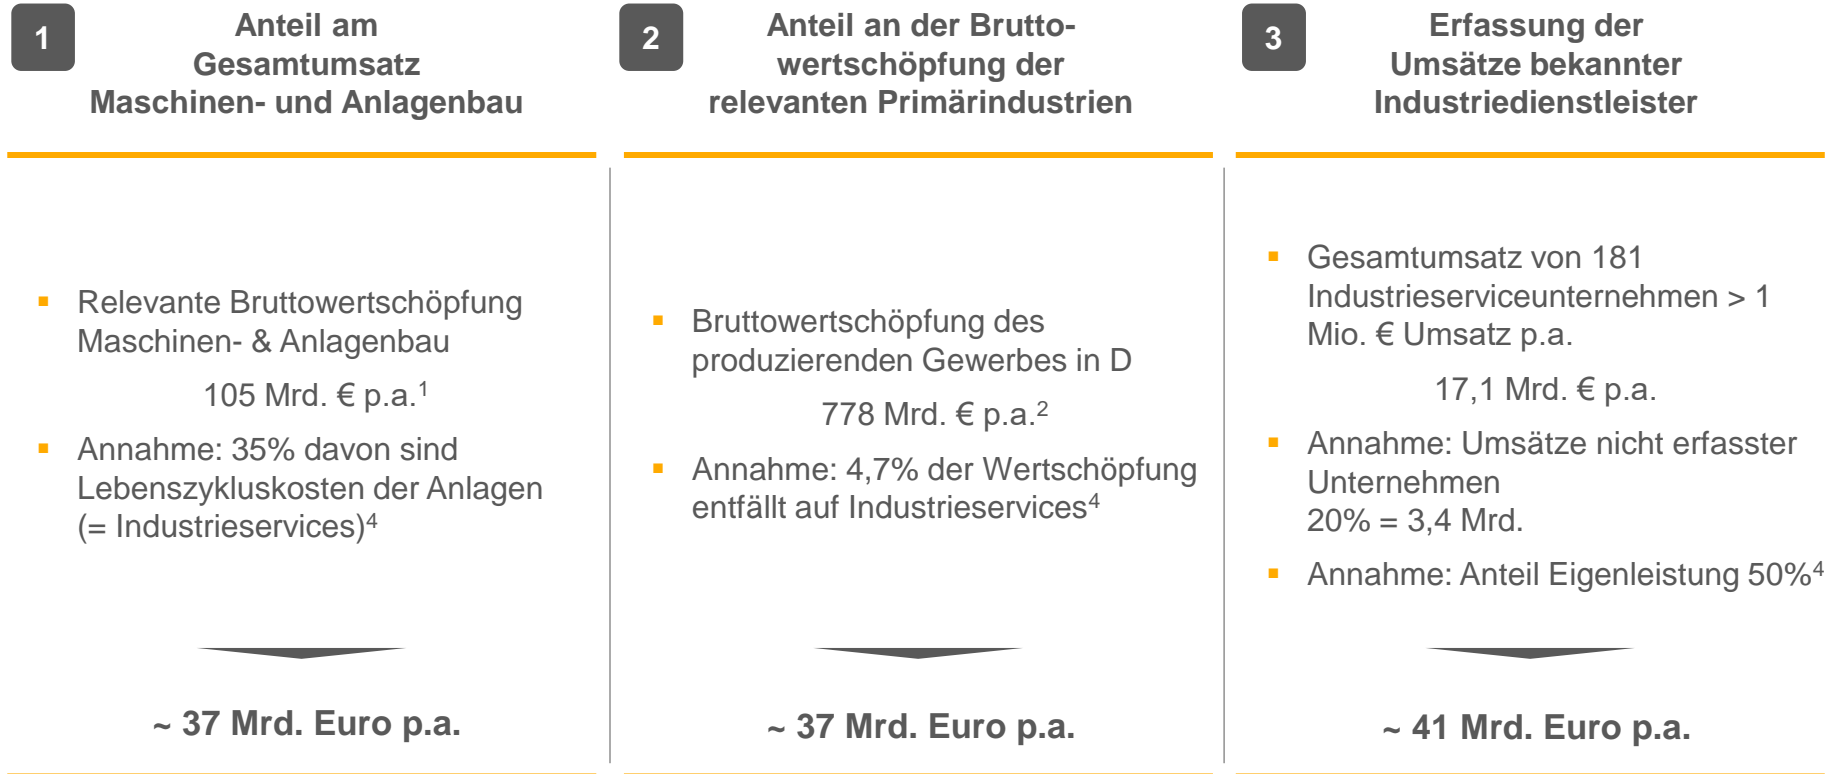 1
Anteil am
Gesamtumsatz
Maschinen- und Anlagenbau
Relevante Bruttowertschöpfung
Maschinen- & Anlagenbau
105 Mrd. € p.a.¹
Annahme: 35% davon sind
Lebenszykluskosten der Anlagen
(= Industrieservices)⁴
~ 37 Mrd. Euro p.a.
2
Anteil an der Brutto-
wertschöpfung der
relevanten Primärindustrien
Bruttowertschöpfung des
produzierenden Gewerbes in D
778 Mrd. € p.a.²
Annahme: 4,7% der Wertschöpfung
entfällt auf Industrieservices⁴
~ 37 Mrd. Euro p.a.
3
Erfassung der
Umsätze bekannter
Industriedienstleister
Gesamtumsatz von 181
Industrieserviceunternehmen > 1
Mio. € Umsatz p.a.
17,1 Mrd. € p.a.
Annahme: Umsätze nicht erfasster
Unternehmen
20% = 3,4 Mrd.
Annahme: Anteil Eigenleistung 50%⁴
~ 41 Mrd. Euro p.a.